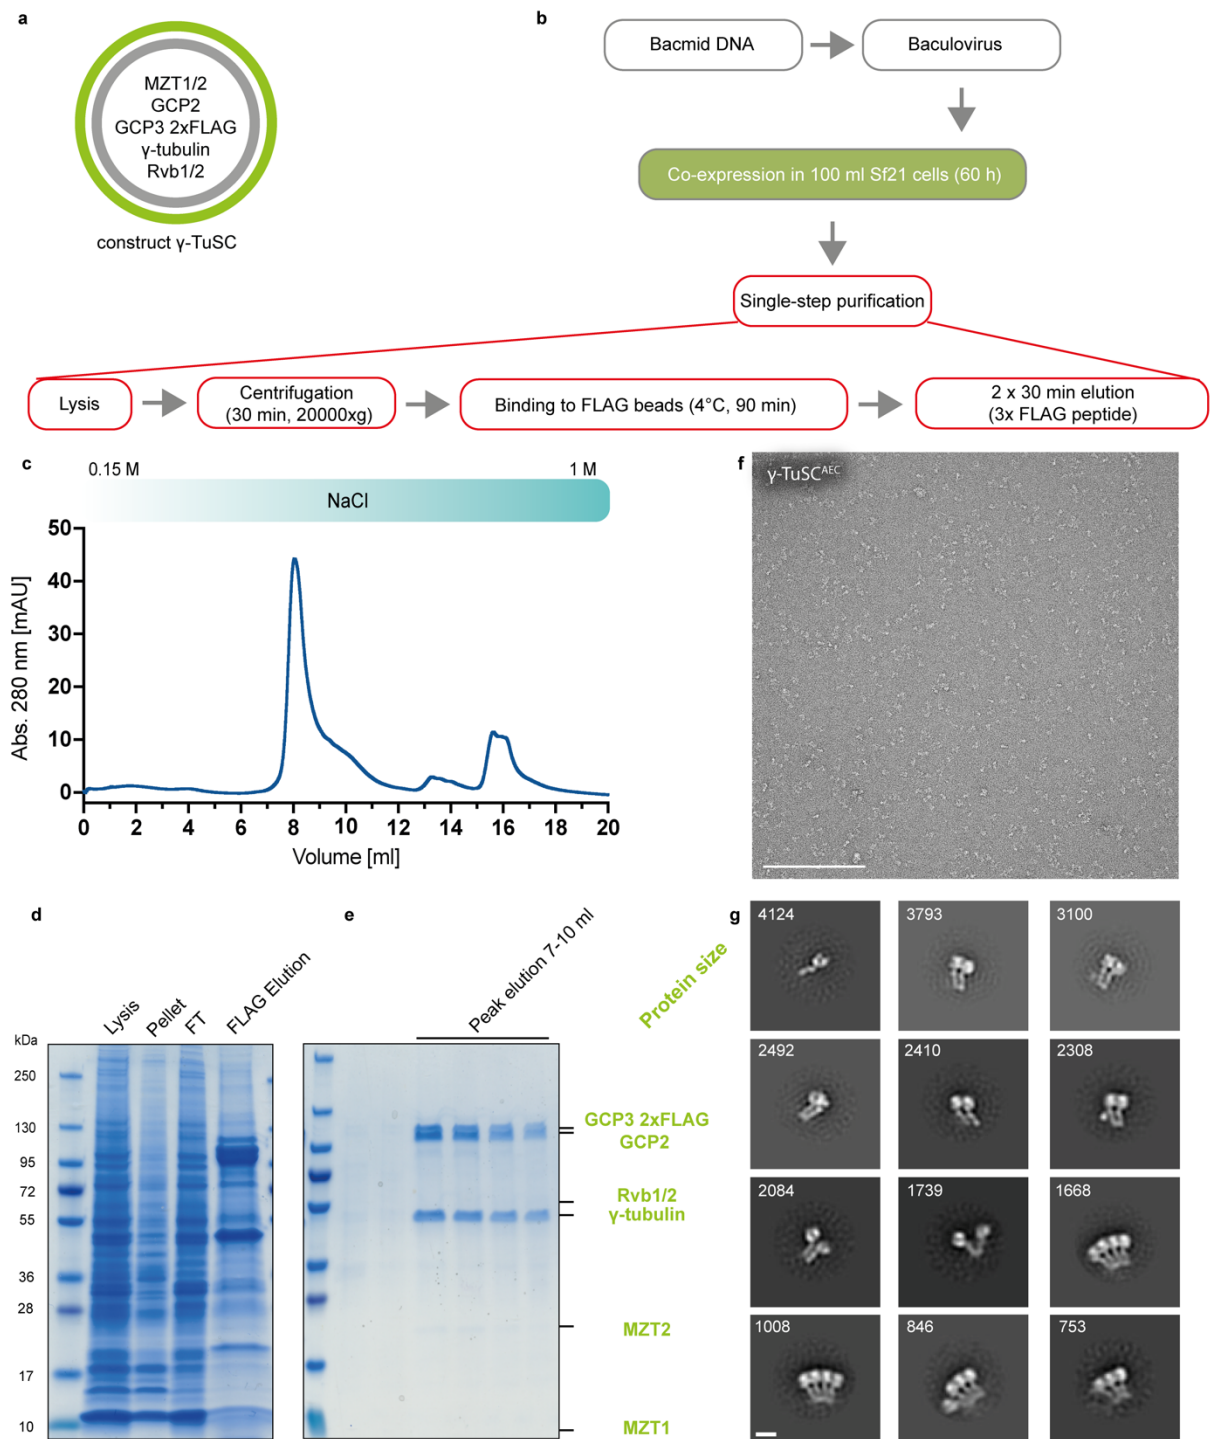 a
MZT1/2
GCP2
GCP3 2xFLAG
γ-tubulin
Rvb1/2
construct γ-TuSC
b
Bacmid DNA
Baculovirus
Co-expression in 100 ml Sf21 cells (60 h)
Single-step purification
Lysis
Centrifugation
(30 min, 20000xg)
Binding to FLAG beads (4°C, 90 min)
2 x 30 min elution
(3x FLAG peptide)
c
0.15 M
1 M
NaCl
Abs. 280 nm [mAU]
50
40
30
20
10
0
0 2 4 6 8 10 12 14 16 18 20
Volume [ml]
f
γ-TuSCᴬᴱᶜ
d
kDa
Lysis
Pellet
FT
FLAG Elution
250
130
95
72
55
36
28
17
10
e
Peak elution 7-10 ml
Protein size
GCP3 2xFLAG
GCP2
Rvb1/2
γ-tubulin
MZT2
MZT1
g
4124
3793
3100
2492
2410
2308
2084
1739
1668
1008
846
753